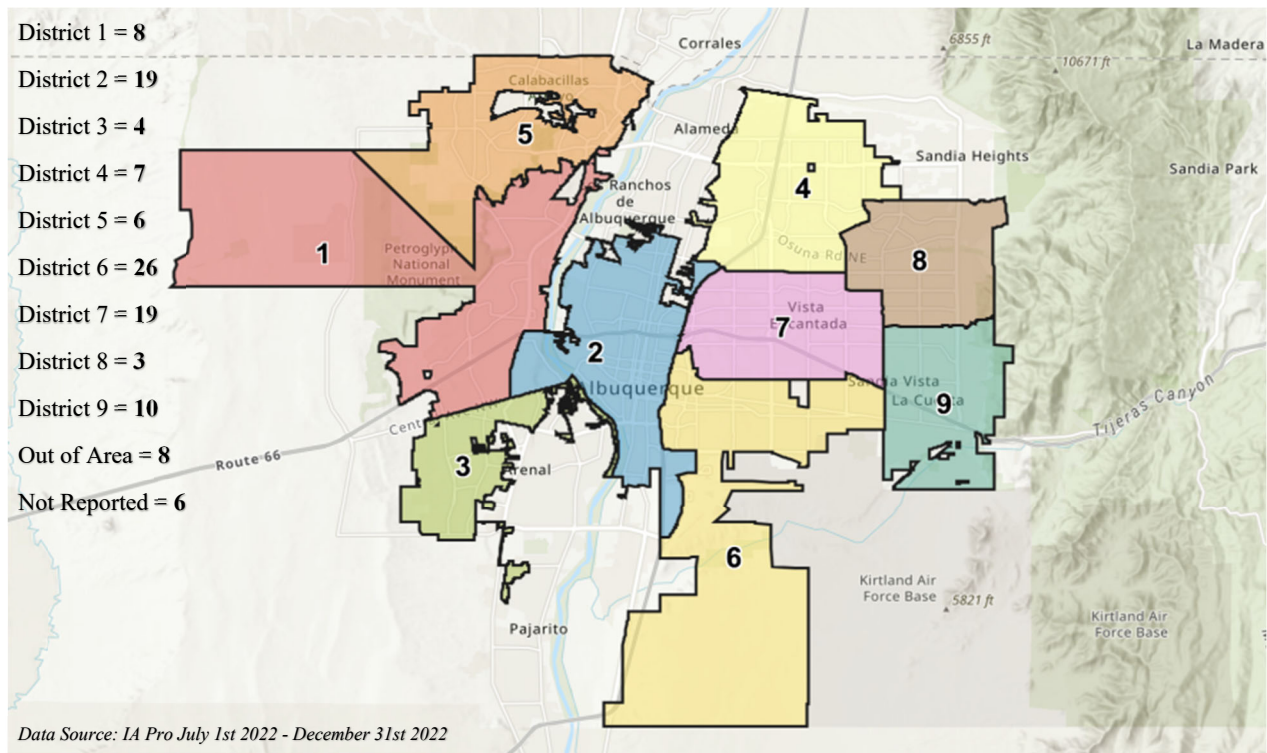 District 1 = 8
District 2 = 19
District 3 = 4
District 4 = 7
District 5 = 6
District 6 = 26
District 7 = 19
District 8 = 3
District 9 = 10
Out of Area = 8
Not Reported = 6
Corrales
6855 ft
La Madera
10671 ft
Calabacillas
5
Alameda
Sandia Heights
Sandia Park
4
Ranchos
de
Albuquerque
1
Petroglyph
National
Monument
Osuna Rd NE
8
Vista
Encantada
7
2
Albuquerque
Sandia Vista
La Cuesta
9
Tijeras Canyon
Route 66
3
Arenal
6
Kirtland Air
Force Base
5821 ft
Kirtland Air
Force Base
Pajarito
Data Source: IA Pro July 1st 2022 - December 31st 2022